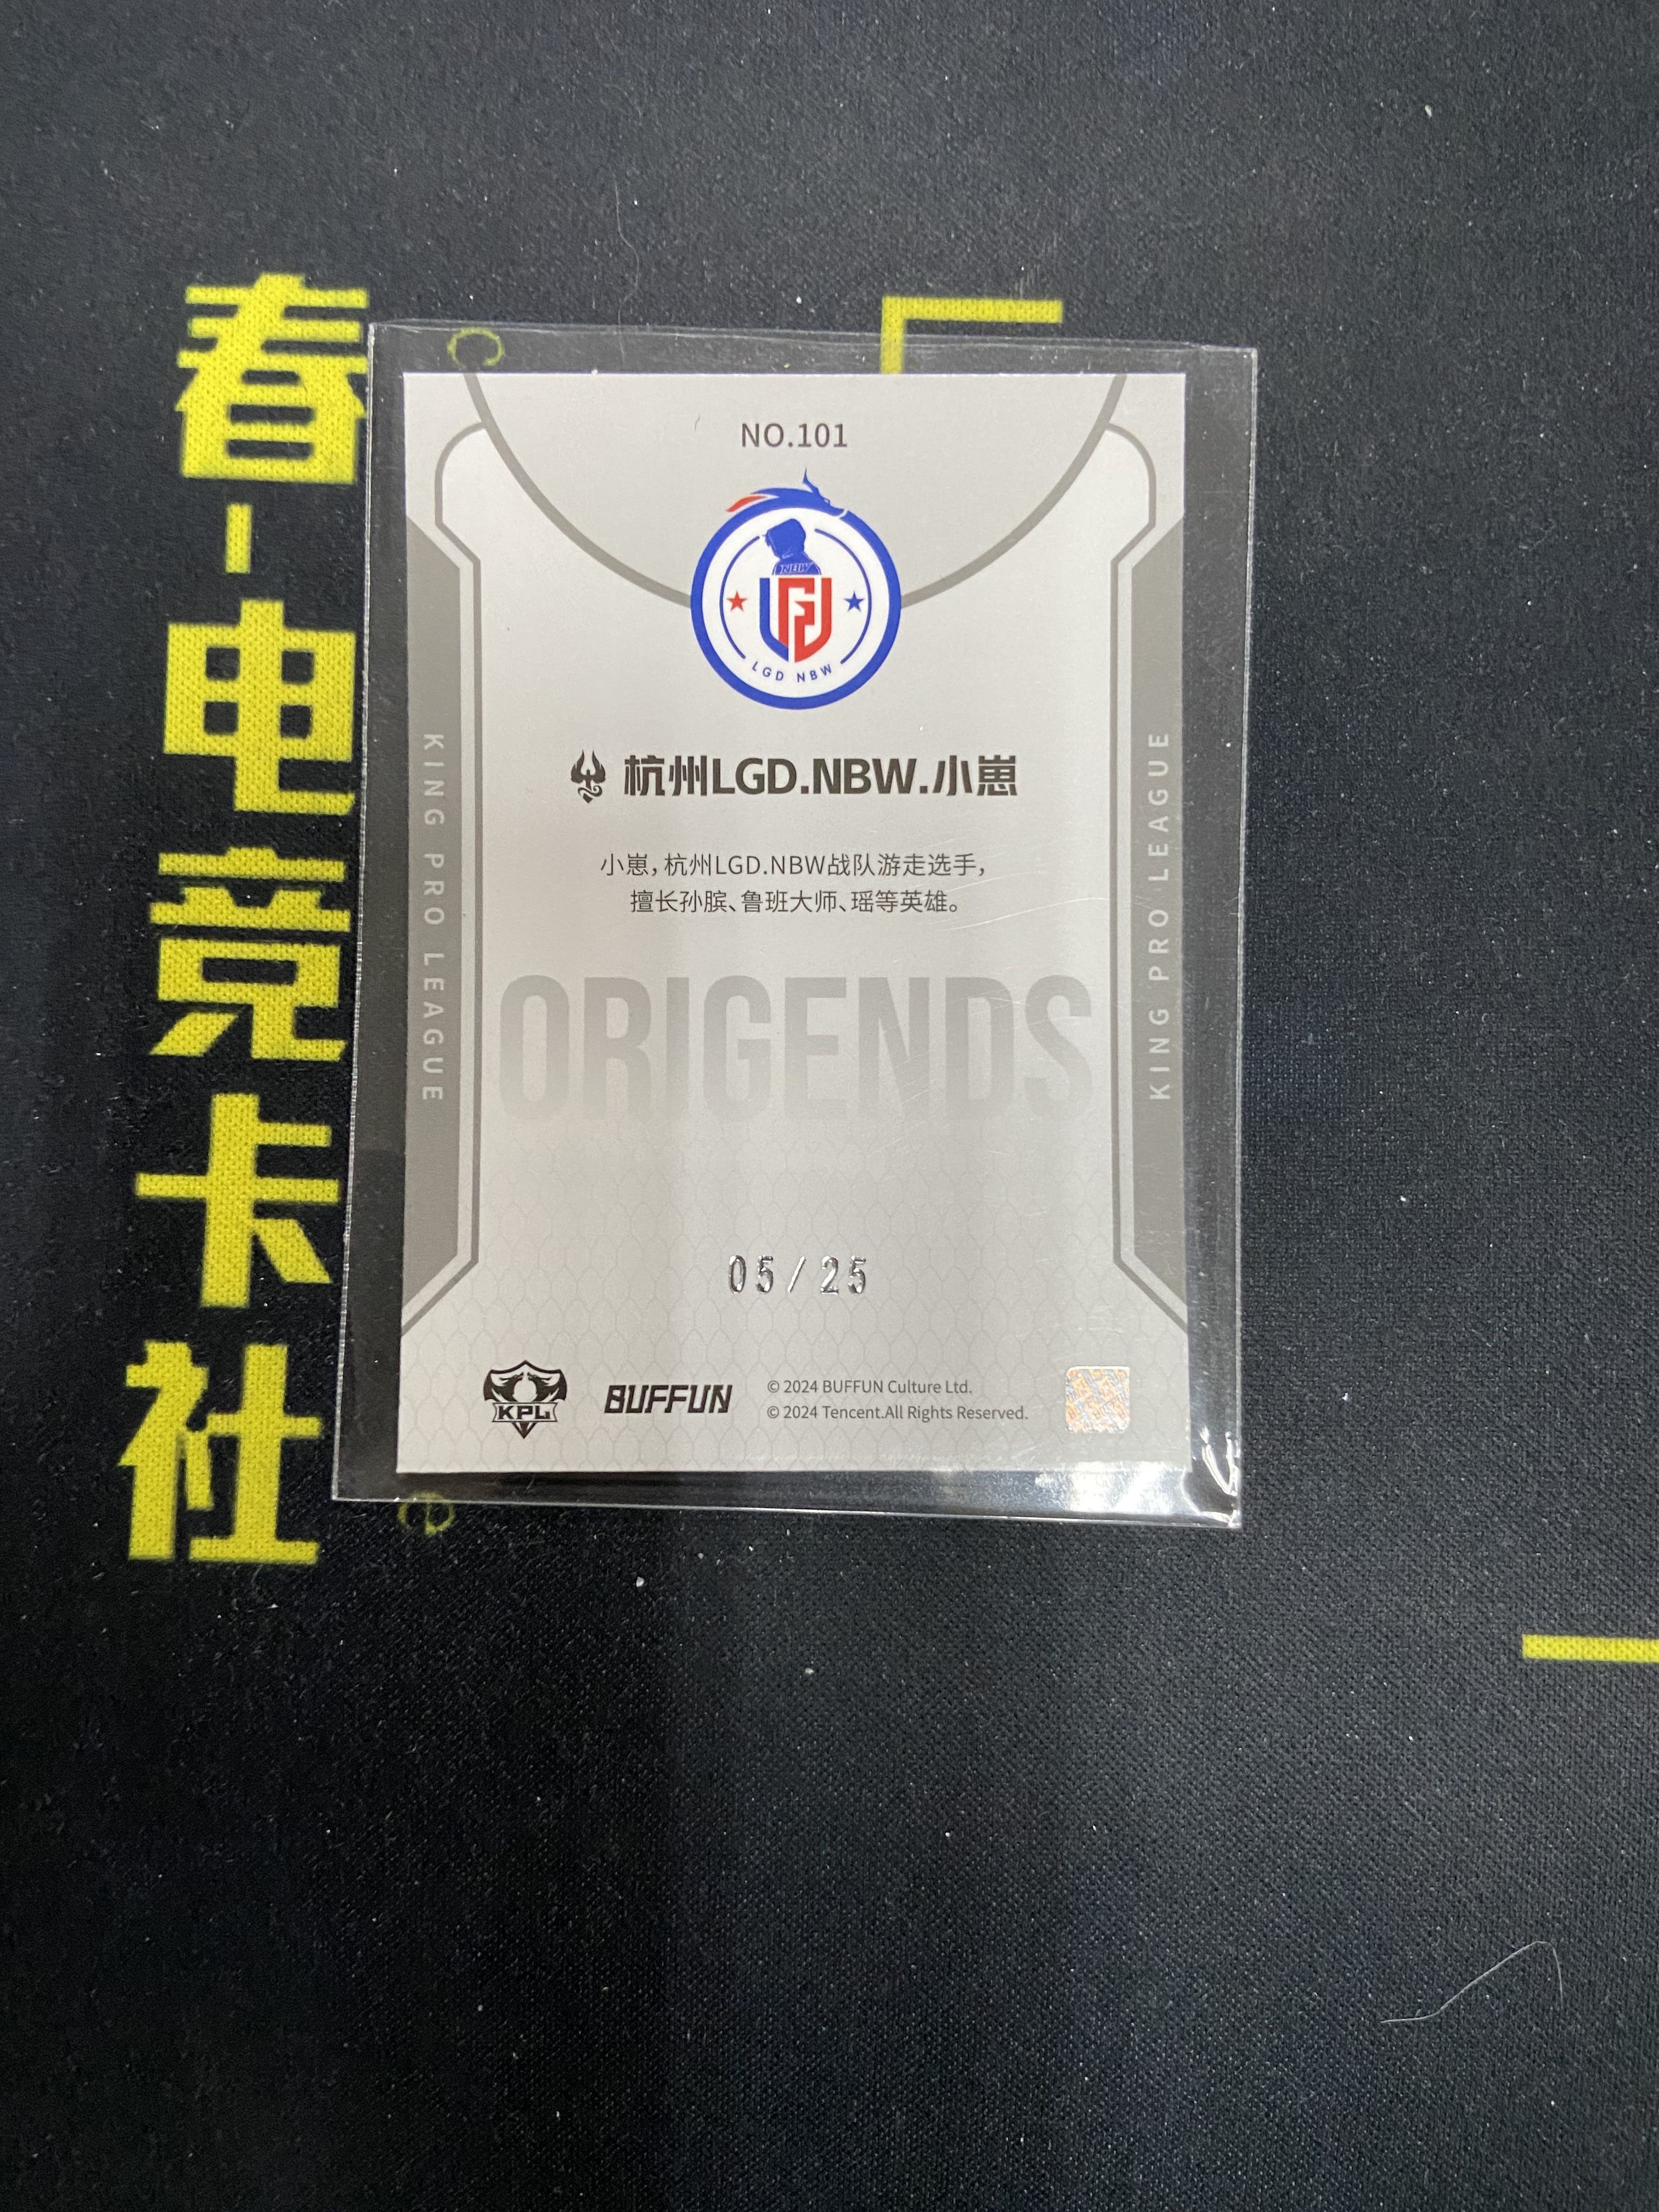 春-电竞卡社
NO.101
NBW
LGD NBW
杭州LGD.NBW.小崽
小崽，杭州LGD.NBW战队游走选手，
擅长孙膑、鲁班大师、瑶等英雄。
KING PRO LEAGUE
KING PRO LEAGUE
ORIGENDS
05/25
KPL
BUFFUN
© 2024 BUFFUN Culture Ltd.
© 2024 Tencent.All Rights Reserved.